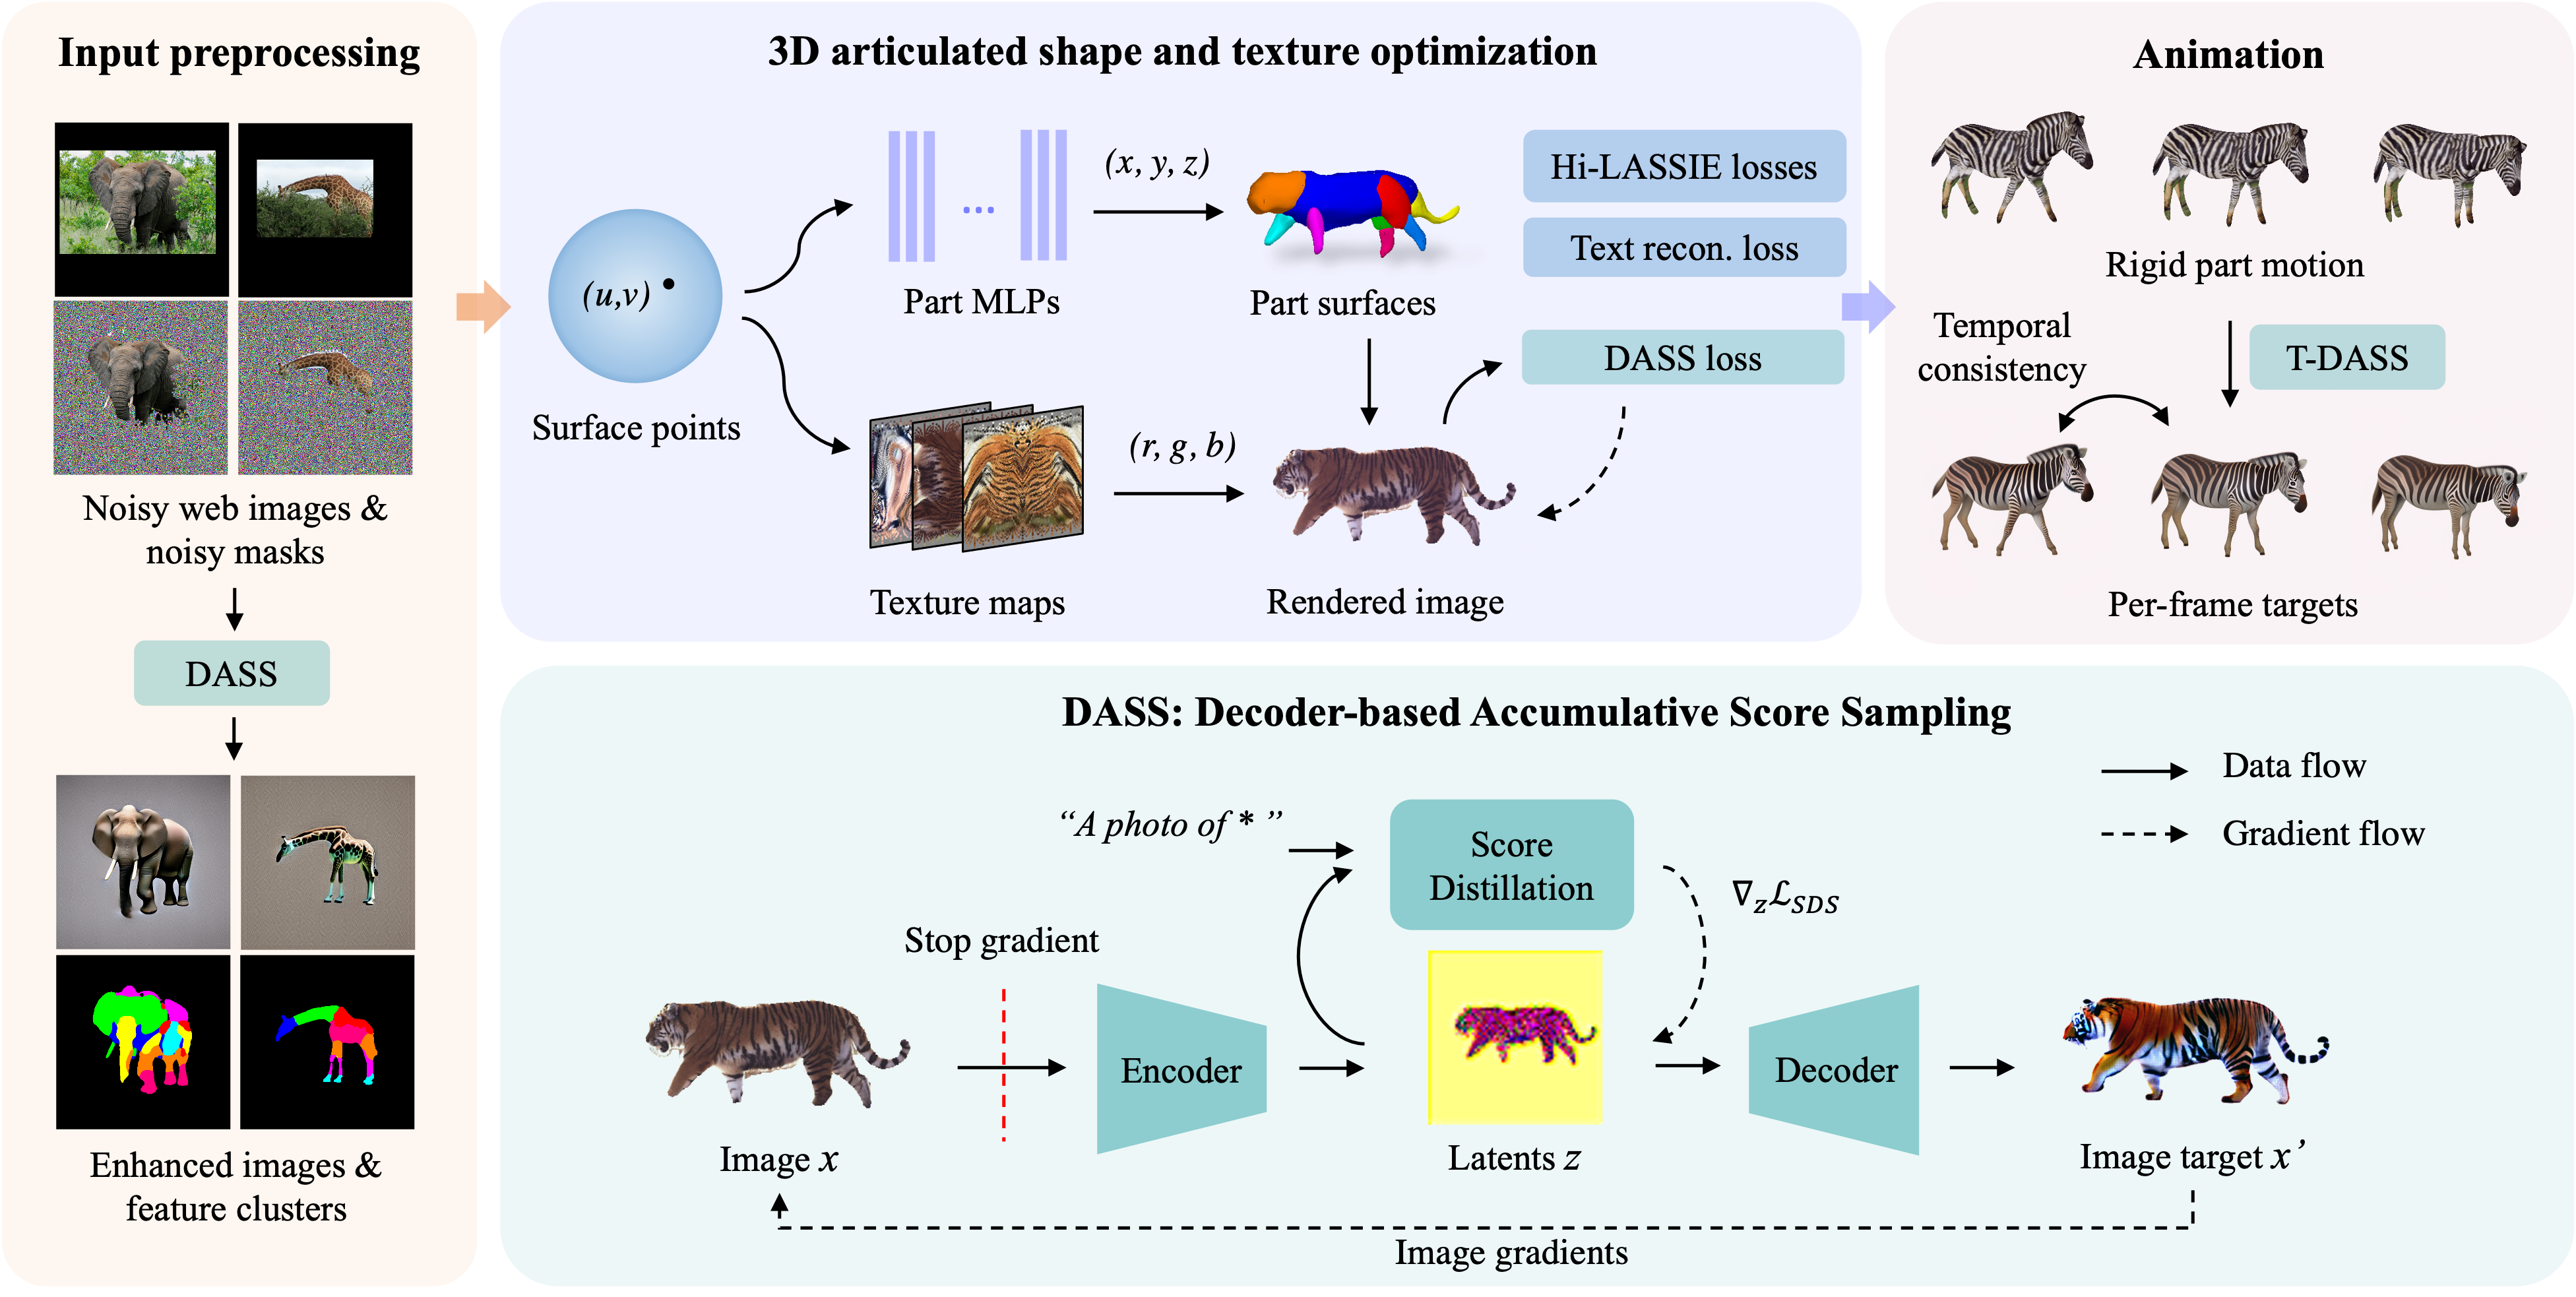 Input preprocessing
Noisy web images &
noisy masks
DASS
Enhanced images &
feature clusters
3D articulated shape and texture optimization
(u,v)
Surface points
...
Part MLPs
(x, y, z)
Part surfaces
Hi-LASSIE losses
Text recon. loss
DASS loss
Texture maps
(r, g, b)
Rendered image
Animation
Rigid part motion
Temporal
consistency
T-DASS
Per-frame targets
DASS: Decoder-based Accumulative Score Sampling
Data flow
Gradient flow
“A photo of * ”
Score
Distillation
∇zℒSDS
Stop gradient
Encoder
Decoder
Image x
Latents z
Image target x’
Image gradients